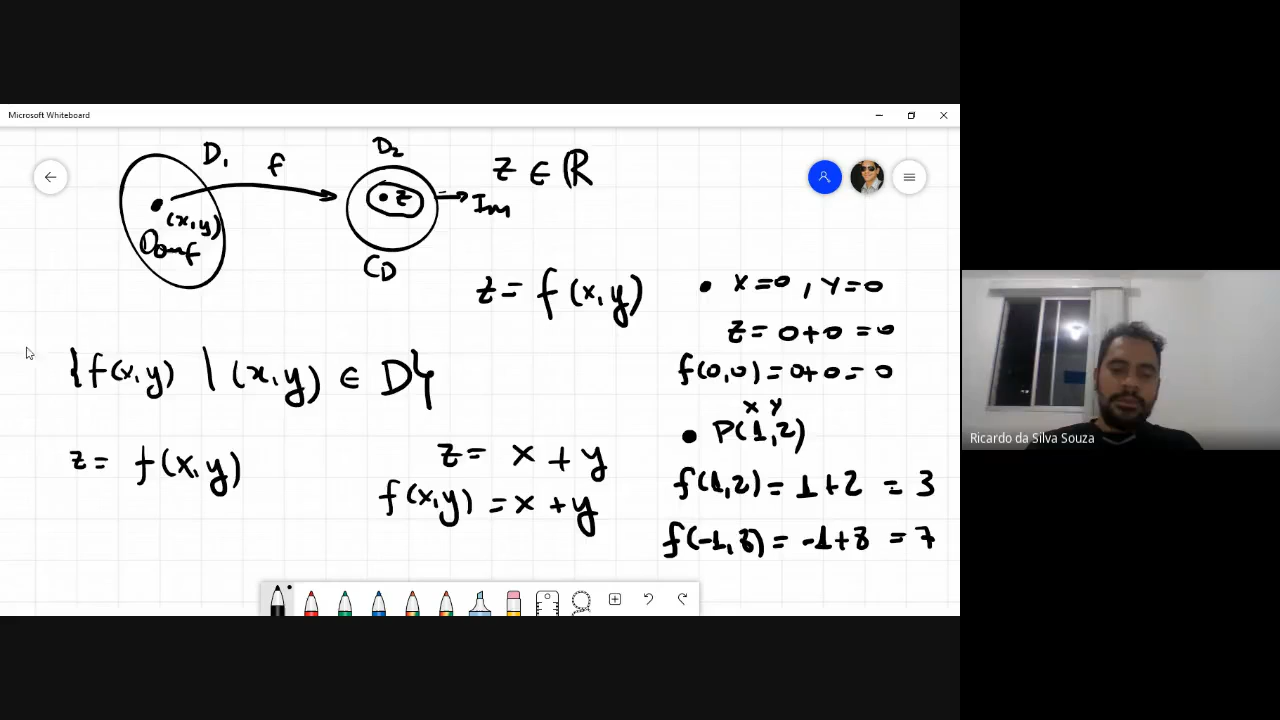 Microsoft Whiteboard
D₁ f D₂ z ∈ ℝ
(x,y) • z → Im
Domf
CD
z = f(x,y)
• x=0, y=0
z = 0+0 = 0
{f(x,y) | (x,y) ∈ D}
f(0,0) = 0+0 = 0
x y
• P(1,2)
z = f(x,y)
z = x + y
f(x,y) = x + y
f(1,2) = 1+2 = 3
f(-1,8) = -1+8 = 7
Ricardo da Silva Souza